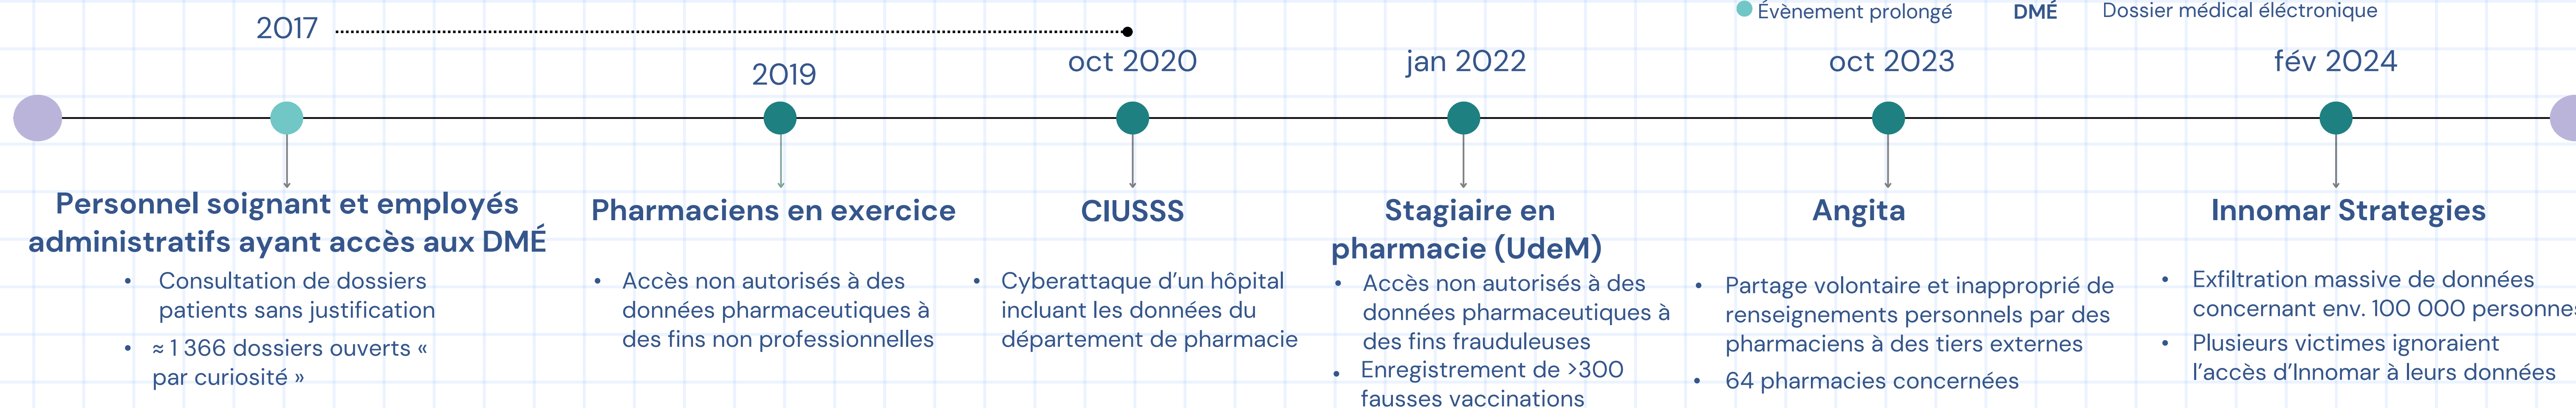 Évènement prolongé
DMÉ Dossier médical éléctronique
2017
2019
oct 2020
jan 2022
oct 2023
fév 2024
Personnel soignant et employés
administratifs ayant accès aux DMÉ
• Consultation de dossiers
patients sans justification
• ≈ 1 366 dossiers ouverts «
par curiosité »
Pharmaciens en exercice
• Accès non autorisés à des
données pharmaceutiques à
des fins non professionnelles
CIUSSS
• Cyberattaque d’un hôpital
incluant les données du
département de pharmacie
Stagiaire en
pharmacie (UdeM)
• Accès non autorisés à des
données pharmaceutiques à
des fins frauduleuses
• Enregistrement de >300
fausses vaccinations
Angita
• Partage volontaire et inapproprié de
renseignements personnels par des
pharmaciens à des tiers externes
• 64 pharmacies concernées
Innomar Strategies
• Exfiltration massive de données
concernant env. 100 000 personnes
• Plusieurs victimes ignoraient
l’accès d’Innomar à leurs données